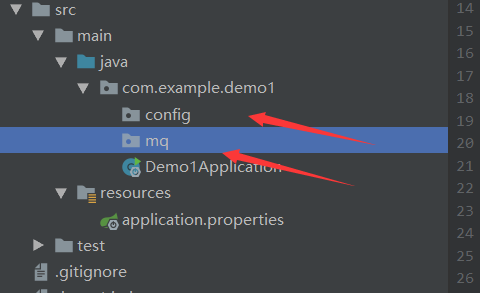 src
14
main
15
java
16
com.example.demo1
17
18
config
19
mq
20
Demo1Application
21
resources
22
23
application.properties
24
test
25
.gitignore
26